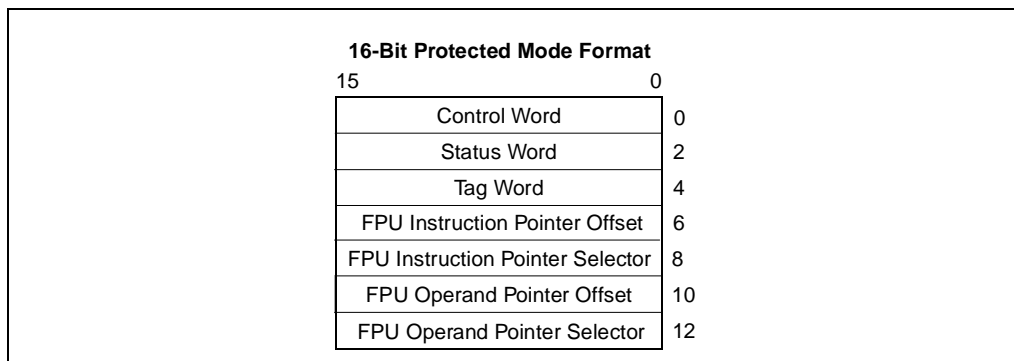 16-Bit Protected Mode Format
15 0
Control Word 0
Status Word 2
Tag Word 4
FPU Instruction Pointer Offset 6
FPU Instruction Pointer Selector 8
FPU Operand Pointer Offset 10
FPU Operand Pointer Selector 12